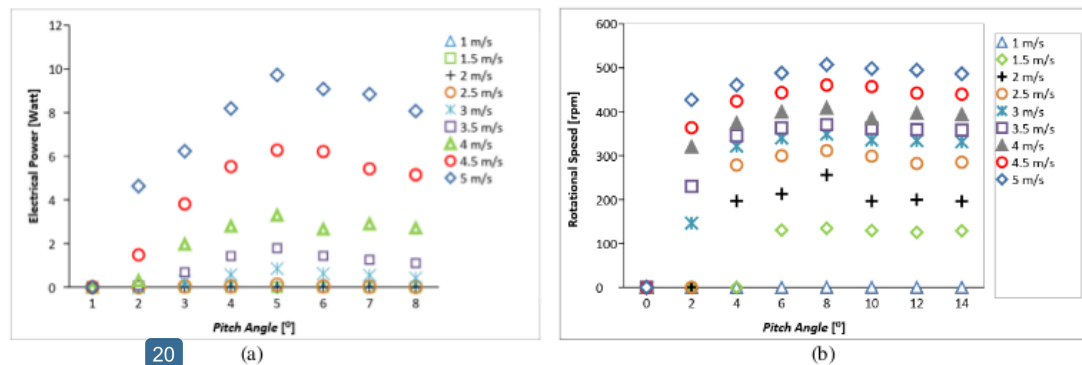 12
10
8
6
4
2
0
Electrical Power [Watt]
1 2 3 4 5 6 7 8
Pitch Angle [⁰]
1 m/s
1.5 m/s
2 m/s
2.5 m/s
3 m/s
3.5 m/s
4 m/s
4.5 m/s
5 m/s
20
(a)
600
500
400
300
200
100
0
Rotational Speed [rpm]
0 2 4 6 8 10 12 14
Pitch Angle [⁰]
1 m/s
1.5 m/s
2 m/s
2.5 m/s
3 m/s
3.5 m/s
4 m/s
4.5 m/s
5 m/s
(b)